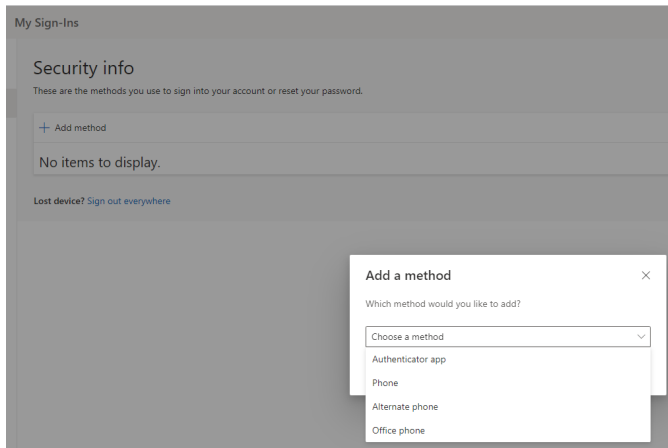 My Sign-Ins
Security info
These are the methods you use to sign into your account or reset your password.
+ Add method
No items to display.
Lost device? Sign out everywhere
Add a method
Which method would you like to add?
Choose a method
Authenticator app
Phone
Alternate phone
Office phone